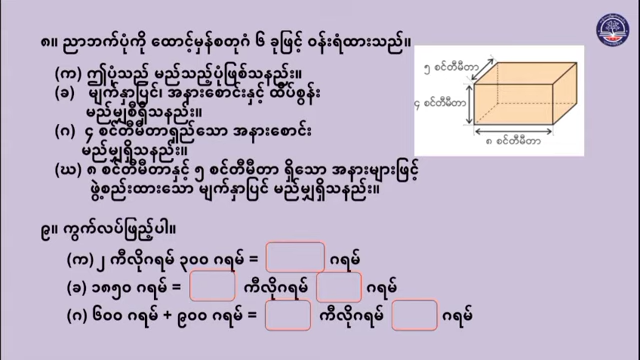 ၈။ ညာဘက်ပုံကို ထောင့်မှန်စတုဂံ ၆ ခုဖြင့် ဝန်းရံထားသည်။
(က) ဤပုံသည် မည်သည့်ပုံဖြစ်သနည်း။
(ခ) မျက်နှာပြင်၊ အနားစောင်းနှင့် ထိပ်စွန်း
မည်မျှစီရှိသနည်း။
(ဂ) ၄ စင်တီမီတာရှည်သော အနားစောင်း
မည်မျှရှိသနည်း။
(ဃ) ၈ စင်တီမီတာနှင့် ၅ စင်တီမီတာ ရှိသော အနားများဖြင့်
ဖွဲ့စည်းထားသော မျက်နှာပြင် မည်မျှရှိသနည်း။
၅ စင်တီမီတာ
၄ စင်တီမီတာ
၈ စင်တီမီတာ
၉။ ကွက်လပ်ဖြည့်ပါ။
(က) ၂ ကီလိုဂရမ် ၃၀၀ ဂရမ် = ဂရမ်
(ခ) ၁၈၅၀ ဂရမ် = ကီလိုဂရမ် ဂရမ်
(ဂ) ၆၀၀ ဂရမ် + ၉၀၀ ဂရမ် = ကီလိုဂရမ် ဂရမ်